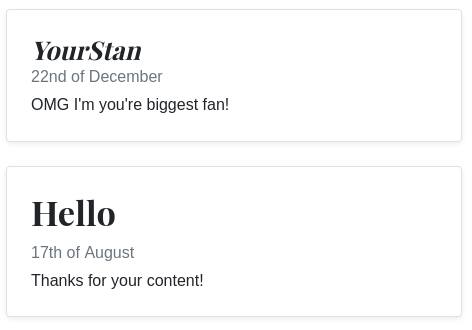 YourStan
22nd of December
OMG I'm you're biggest fan!
Hello
17th of August
Thanks for your content!